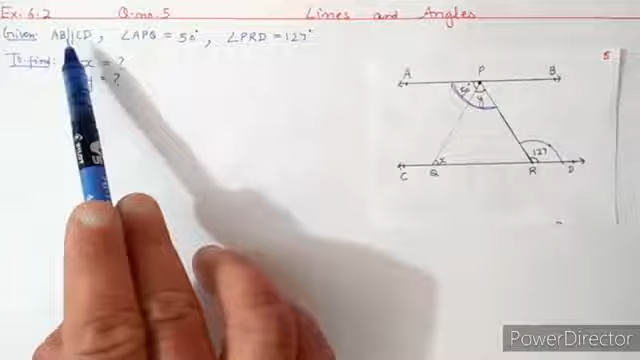 Ex. 6.2 Q.no. 5 Lines and Angles
Given: AB||CD, ∠APQ = 50°, ∠PRD = 127°
To find: x = ?
y = ?
5
A P B
50° y
127°
x
C Q R D
PowerDirector